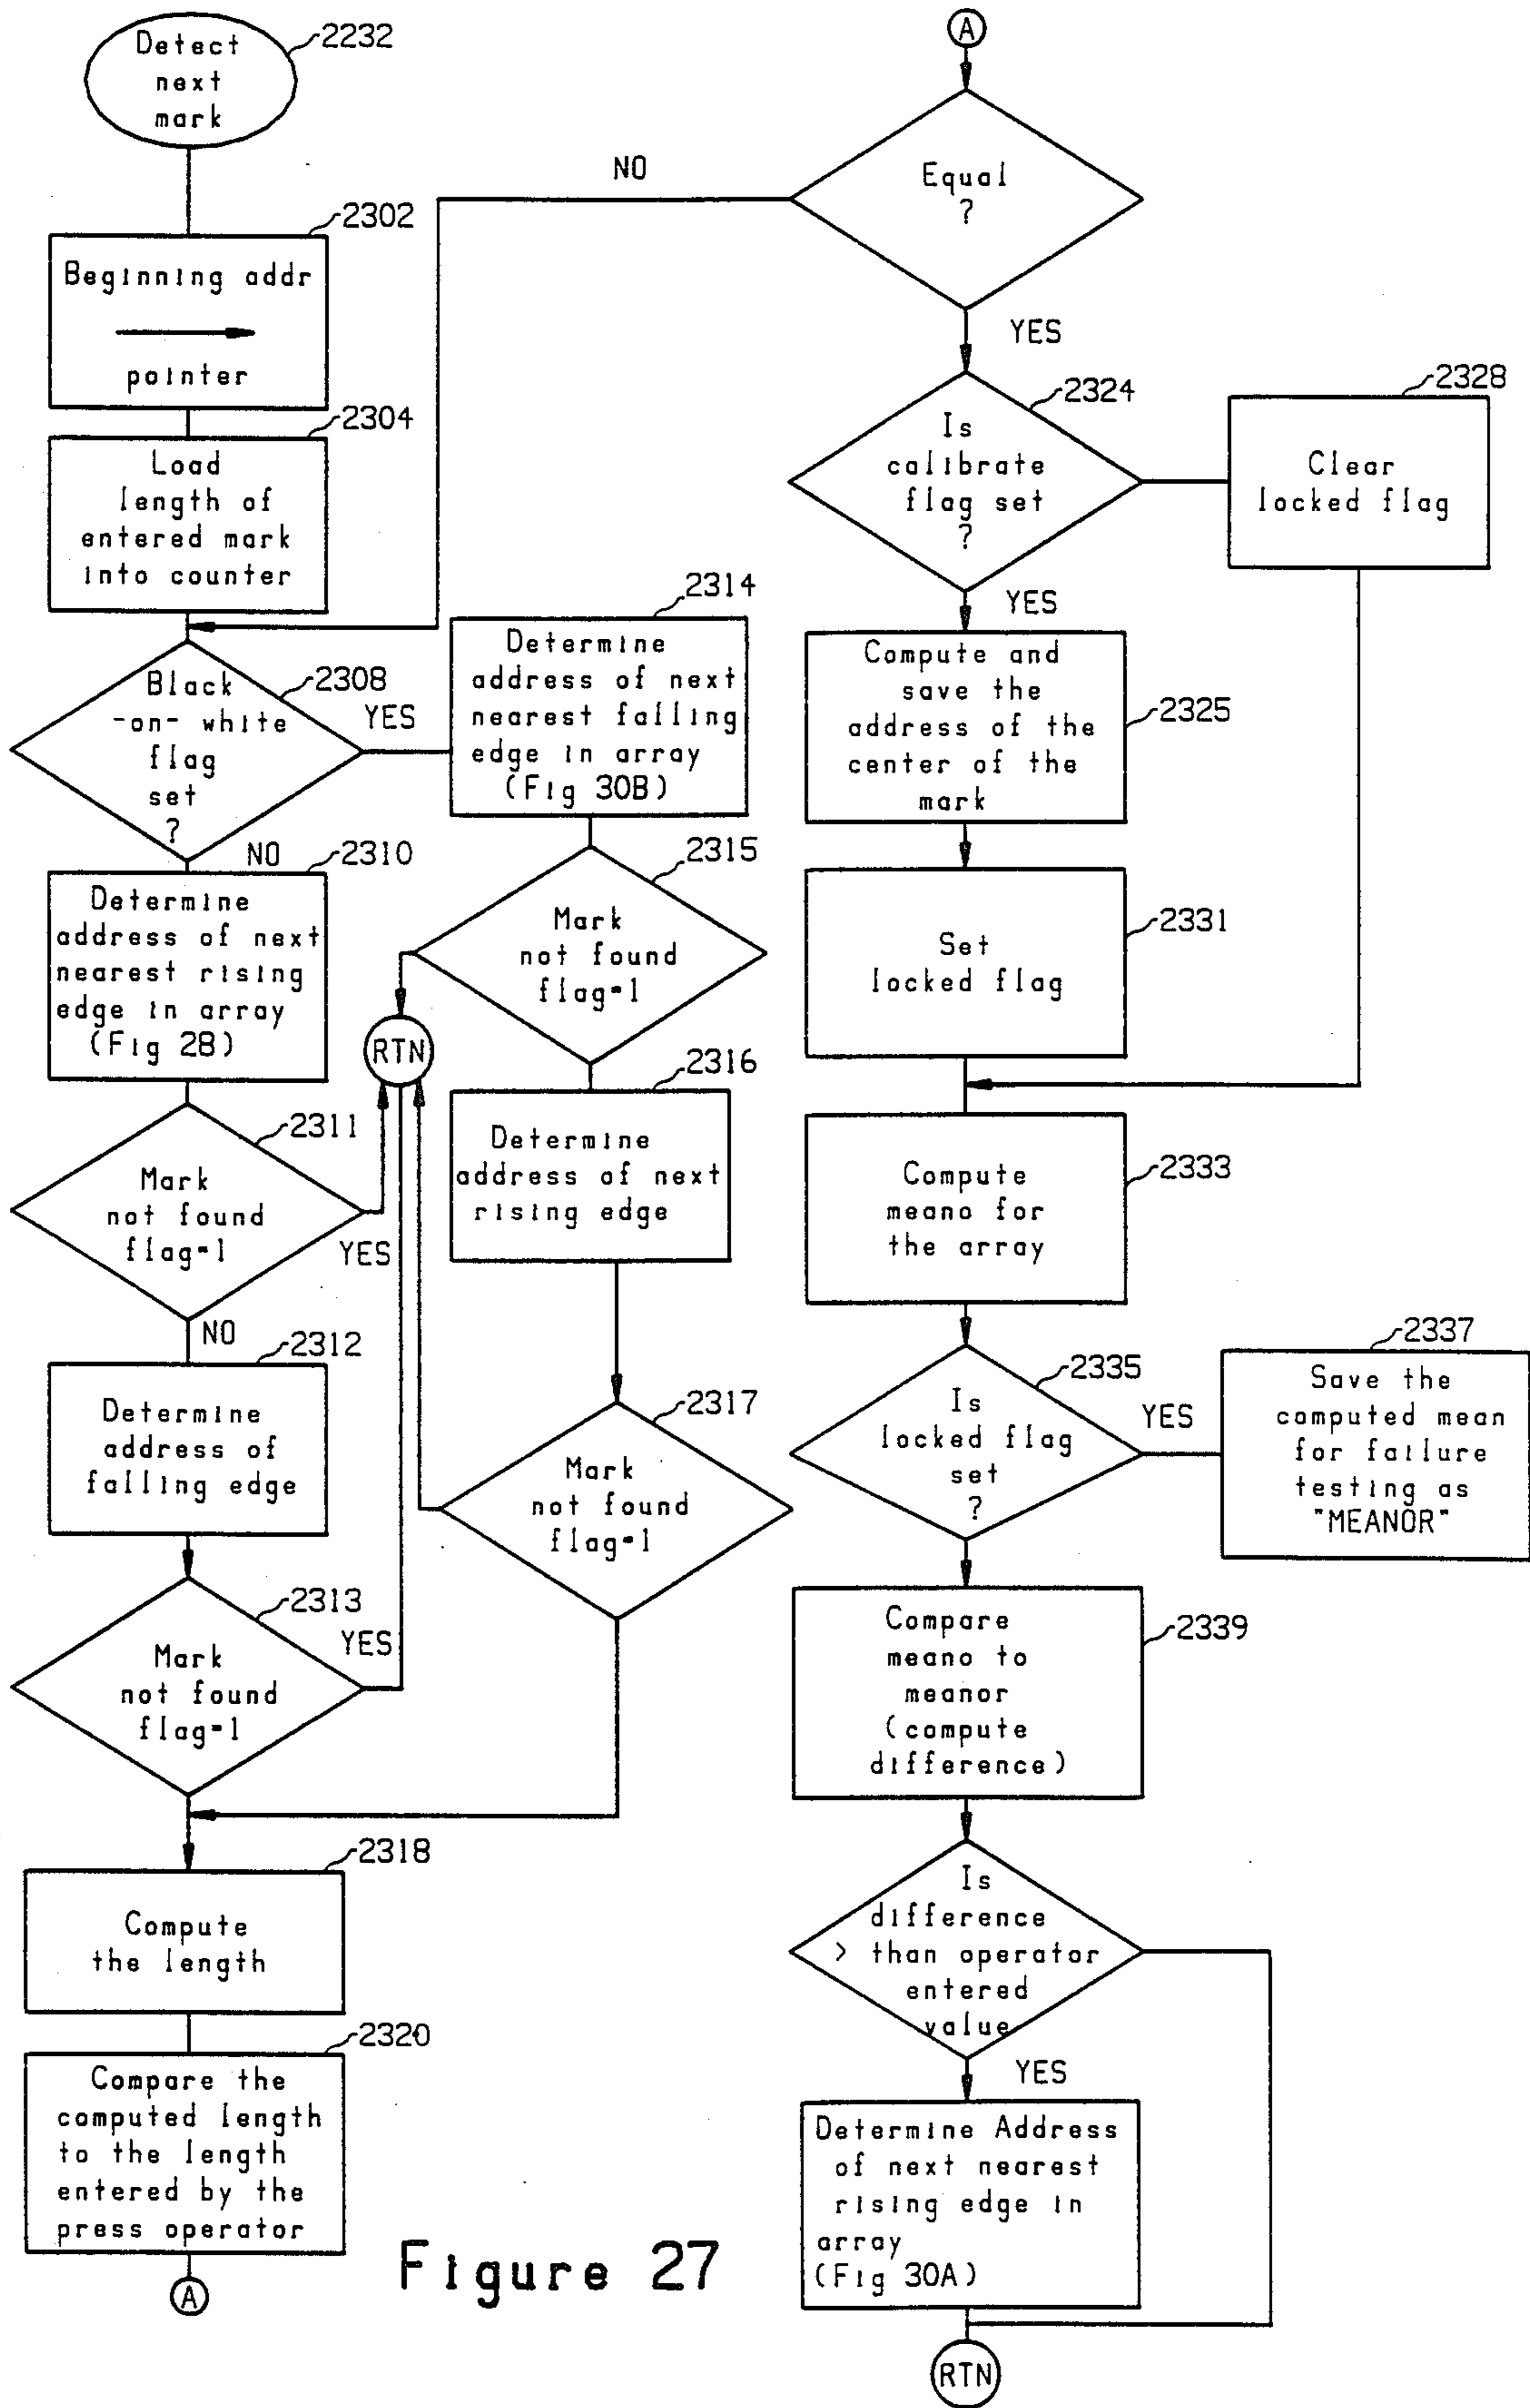 Detect
next
mark
2232
2302
Beginning addr
pointer
2304
Load
length of
entered mark
into counter
2308
Black
-on- white
flag
set
?
YES
NO
2310
Determine
address of next
nearest rising
edge in array
(Fig 28)
2311
Mark
not found
flag=1
YES
NO
2312
Determine
address of
falling edge
2313
Mark
not found
flag=1
YES
2314
Determine
address of next
nearest falling
edge in array
(Fig 30B)
2315
Mark
not found
flag=1
RTN
2316
Determine
address of next
rising edge
2317
Mark
not found
flag=1
2318
Compute
the length
2320
Compare the
computed length
to the length
entered by the
press operator
A
A
Equal
?
NO
YES
2324
Is
calibrate
flag set
?
2328
Clear
locked flag
YES
2325
Compute and
save the
address of the
center of the
mark
2331
Set
locked flag
2333
Compute
meano for
the array
2335
Is
locked flag
set
?
YES
2337
Save the
computed mean
for failure
testing as
"MEANOR"
2339
Compare
meano to
meanor
(compute
difference)
Is
difference
> than operator
entered
value
YES
Determine Address
of next nearest
rising edge in
array
(Fig 30A)
RTN
Figure 27